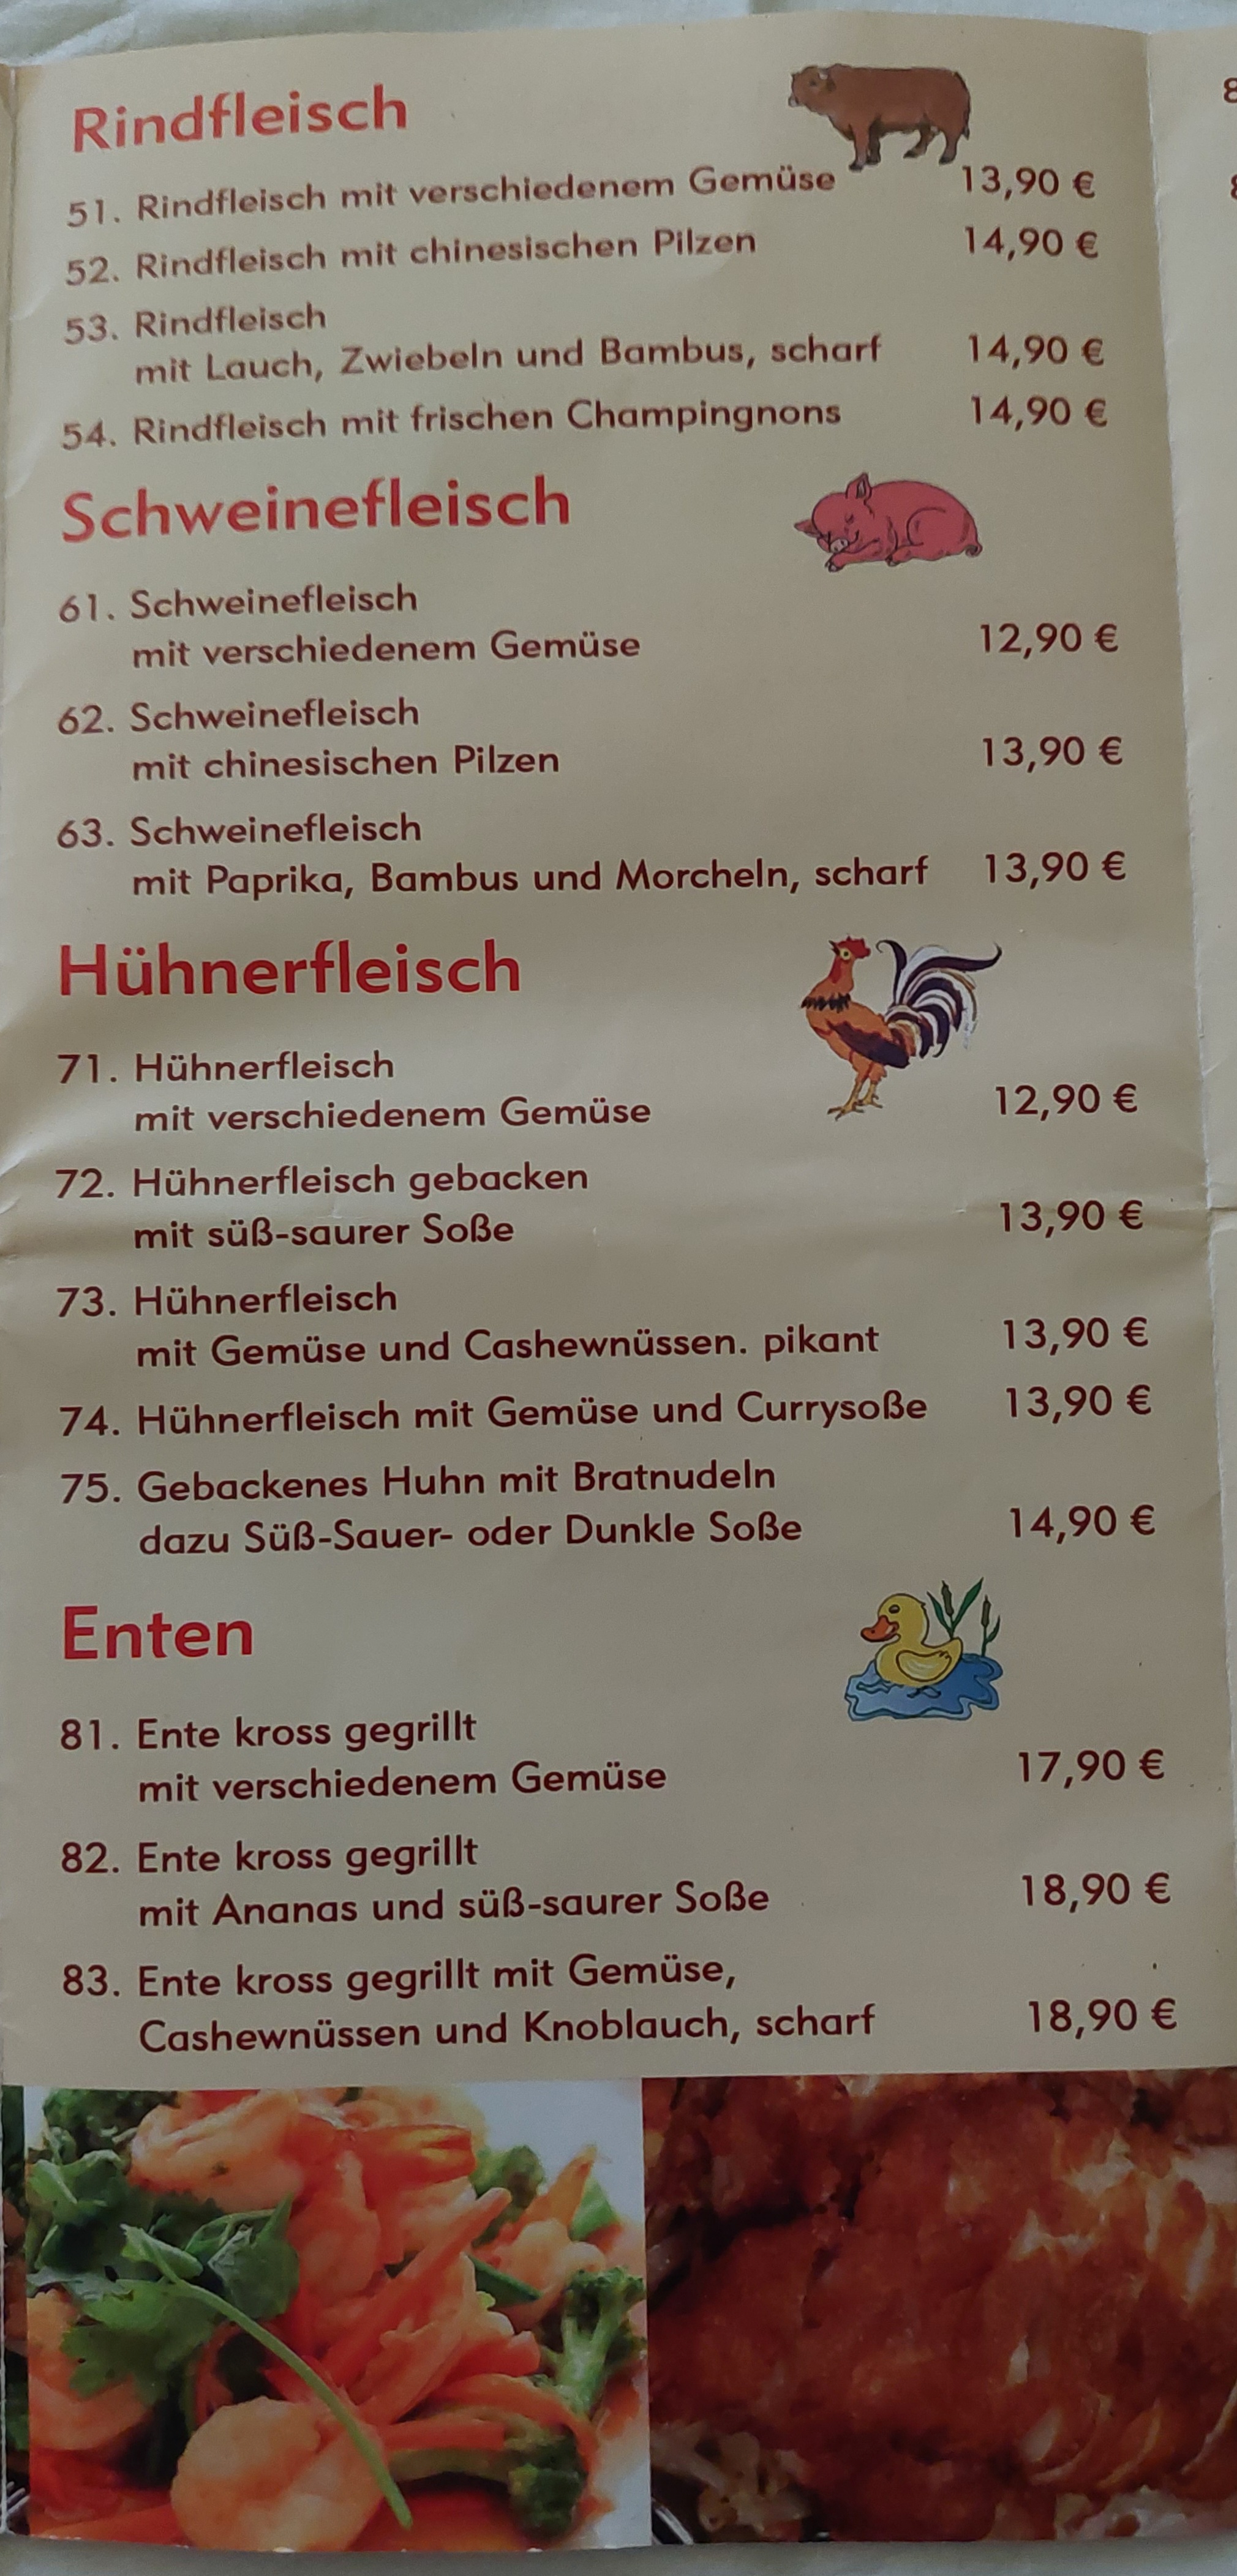 Rindfleisch
51. Rindfleisch mit verschiedenem Gemüse 13,90 €
52. Rindfleisch mit chinesischen Pilzen 14,90 €
53. Rindfleisch
mit Lauch, Zwiebeln und Bambus, scharf 14,90 €
54. Rindfleisch mit frischen Champingnons 14,90 €
Schweinefleisch
61. Schweinefleisch
mit verschiedenem Gemüse 12,90 €
62. Schweinefleisch
mit chinesischen Pilzen 13,90 €
63. Schweinefleisch
mit Paprika, Bambus und Morcheln, scharf 13,90 €
Hühnerfleisch
71. Hühnerfleisch
mit verschiedenem Gemüse 12,90 €
72. Hühnerfleisch gebacken
mit süß-saurer Soße 13,90 €
73. Hühnerfleisch
mit Gemüse und Cashewnüssen. pikant 13,90 €
74. Hühnerfleisch mit Gemüse und Currysoße 13,90 €
75. Gebackenes Huhn mit Bratnudeln
dazu Süß-Sauer- oder Dunkle Soße 14,90 €
Enten
81. Ente kross gegrillt
mit verschiedenem Gemüse 17,90 €
82. Ente kross gegrillt
mit Ananas und süß-saurer Soße 18,90 €
83. Ente kross gegrillt mit Gemüse,
Cashewnüssen und Knoblauch, scharf 18,90 €